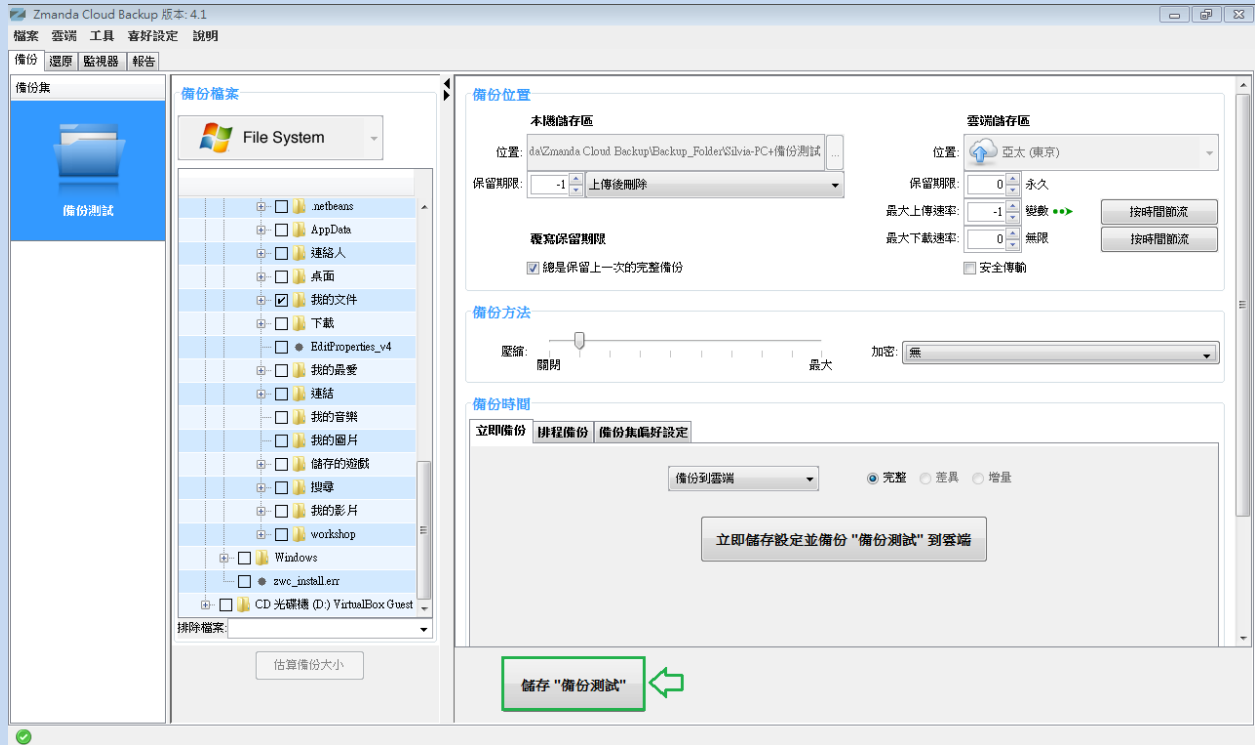 Zmanda Cloud Backup 版本: 4.1
檔案 雲端 工具 喜好設定 說明
備份 還原 監視器 報告
備份集
備份測試
備份檔案
File System
.netbeans
AppData
連絡人
桌面
我的文件
下載
EditProperties_v4
我的最愛
連結
我的音樂
我的圖片
儲存的遊戲
搜尋
我的影片
workshop
Windows
zwc_install.err
CD 光碟機 (D:) VirtualBox Guest
排除檔案:
估算備份大小
備份位置
本機儲存區
位置: da\Zmanda Cloud Backup\Backup_Folder\Silvia-PC+備份測試 ...
保留期限: -1 上傳後刪除
覆寫保留期限
總是保留上一次的完整備份
雲端儲存區
位置: 亞太 (東京)
保留期限: 0 永久
最大上傳速率: -1 變數 按時間節流
最大下載速率: 0 無限 按時間節流
安全傳輸
備份方法
壓縮:
關閉 最大
加密: 無
備份時間
立即備份 排程備份 備份集偏好設定
備份到雲端 完整 差異 增量
立即儲存設定並備份 "備份測試" 到雲端
儲存 "備份測試"